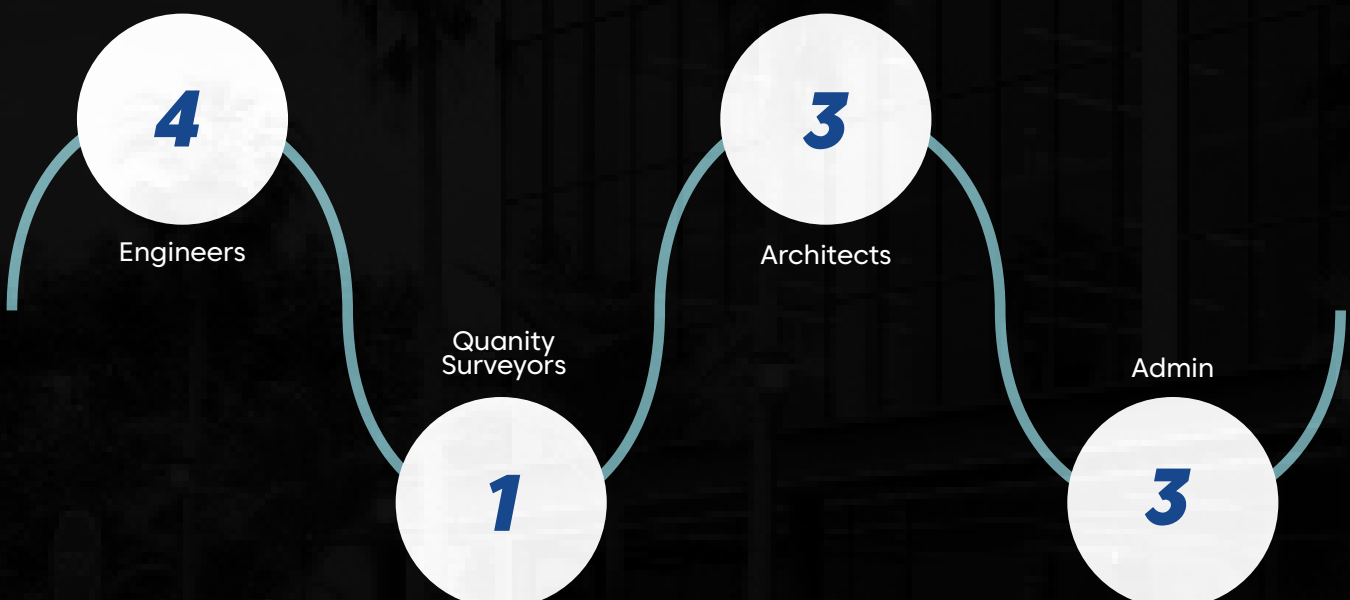 4
Engineers
Quanity
Surveyors
1
3
Architects
Admin
3